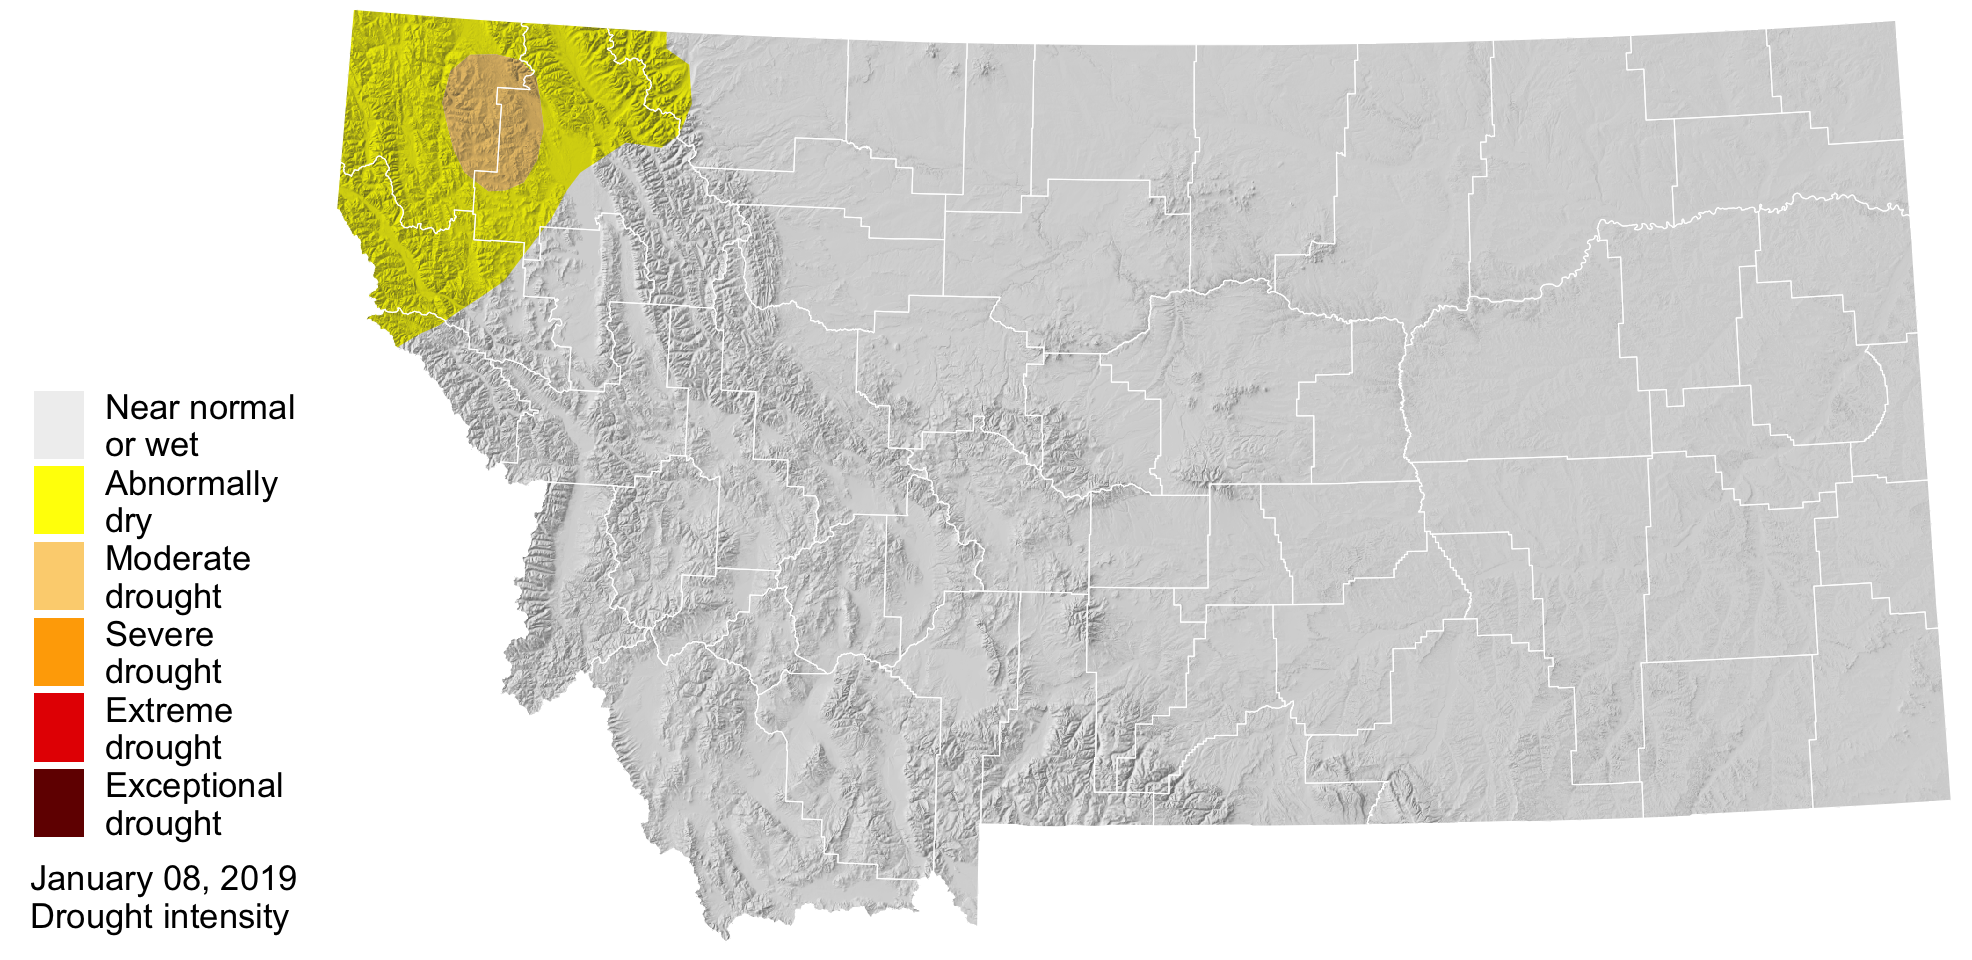 Near normal
or wet
Abnormally
dry
Moderate
drought
Severe
drought
Extreme
drought
Exceptional
drought
January 08, 2019
Drought intensity